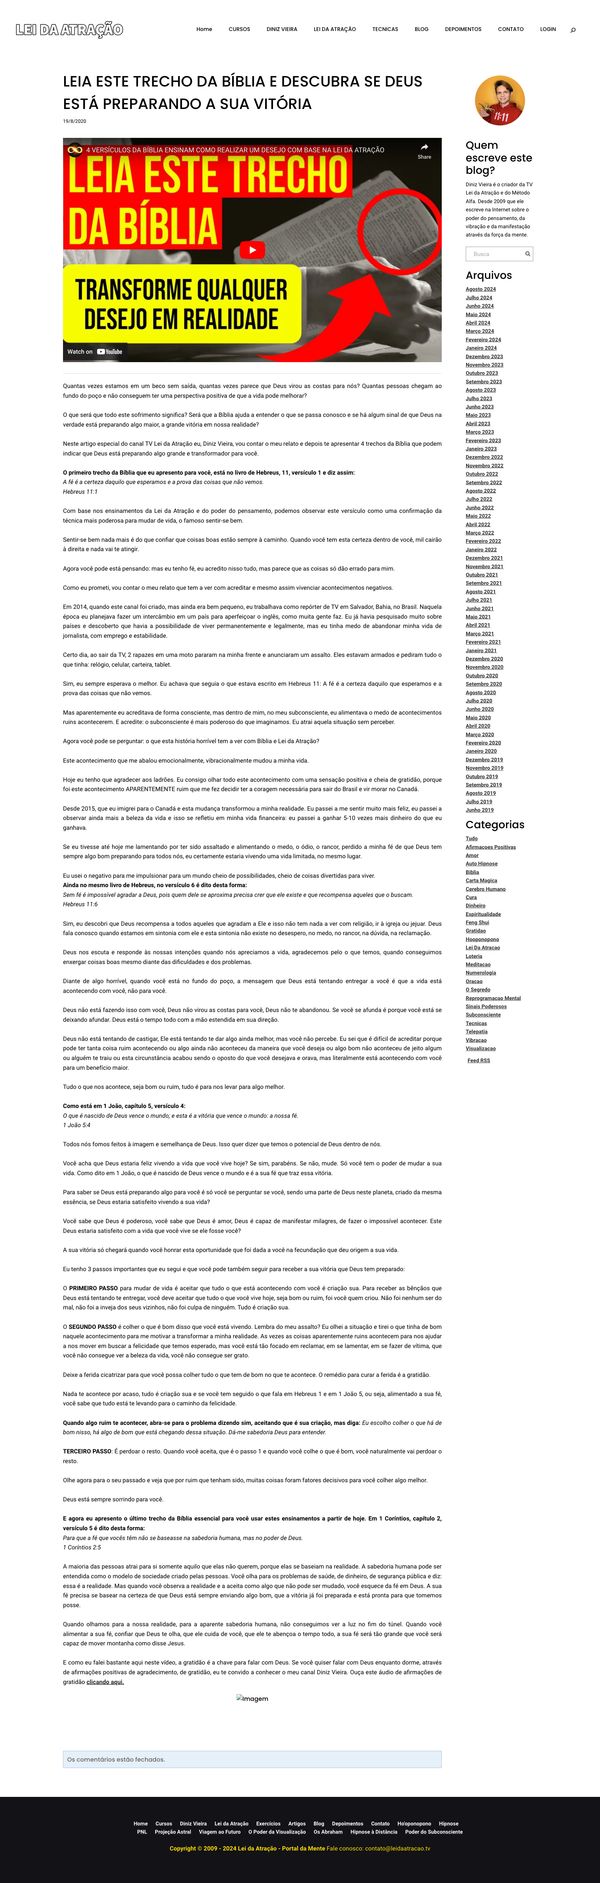 LEI DA ATRAÇÃO
Home CURSOS DINIZ VIEIRA LEI DA ATRAÇÃO TECNICAS BLOG DEPOIMENTOS CONTATO LOGIN
LEIA ESTE TRECHO DA BÍBLIA E DESCUBRA SE DEUS
ESTÁ PREPARANDO A SUA VITÓRIA
19/8/2020
4 VERSÍCULOS DA BÍBLIA ENSINAM COMO REALIZAR UM DESEJO COM BASE NA LEI DA ATRAÇÃO
Share
LEIA ESTE TRECHO
DA BÍBLIA
TRANSFORME QUALQUER
DESEJO EM REALIDADE
Watch on YouTube
Quantas vezes estamos em um beco sem saída, quantas vezes parece que Deus virou as costas para nós? Quantas pessoas chegam ao
fundo do poço e não conseguem ter uma perspectiva positiva de que a vida pode melhorar?
O que será que todo este sofrimento significa? Será que a Bíblia ajuda a entender o que se passa conosco e se há algum sinal de que Deus na
verdade está preparando algo maior, a grande vitória em nossa realidade?
Neste artigo especial do canal TV Lei da Atração eu, Diniz Vieira, vou contar o meu relato e depois te apresentar 4 trechos da Bíblia que podem
indicar que Deus está preparando algo grande e transformador para você.
O primeiro trecho da Bíblia que eu apresento para você, está no livro de Hebreus, 11, versículo 1 e diz assim:
A fé é a certeza daquilo que esperamos e a prova das coisas que não vemos.
Hebreus 11:1
Com base nos ensinamentos da Lei da Atração e do poder do pensamento, podemos observar este versículo como uma confirmação da
técnica mais poderosa para mudar de vida, o famoso sentir-se bem.
Sentir-se bem nada mais é do que confiar que coisas boas estão sempre à caminho. Quando você tem esta certeza dentro de você, mil cairão
à direita e nada vai te atingir.
Agora você pode está pensando: mas eu tenho fé, eu acredito nisso tudo, mas parece que as coisas só dão errado para mim.
Como eu prometi, vou contar o meu relato que tem a ver com acreditar e mesmo assim vivenciar acontecimentos negativos.
Em 2014, quando este canal foi criado, mas ainda era bem pequeno, eu trabalhava como repórter de TV em Salvador, Bahia, no Brasil. Naquela
época eu planejava fazer um intercâmbio em um país para aperfeiçoar o inglês, como muita gente faz. Eu já havia pesquisado muito sobre
países e descoberto que havia a possibilidade de viver permanentemente e legalmente, mas eu tinha medo de abandonar minha vida de
jornalista, com emprego e estabilidade.
Certo dia, ao sair da TV, 2 rapazes em uma moto pararam na minha frente e anunciaram um assalto. Eles estavam armados e pediram tudo o
que tinha: relógio, celular, carteira, tablet.
Sim, eu sempre esperava o melhor. Eu achava que seguia o que estava escrito em Hebreus 11: A fé é a certeza daquilo que esperamos e a
prova das coisas que não vemos.
Mas aparentemente eu acreditava de forma consciente, mas dentro de mim, no meu subconsciente, eu alimentava o medo de acontecimentos
ruins acontecerem. E acredite: o subconsciente é mais poderoso do que imaginamos. Eu atraí aquela situação sem perceber.
Agora você pode se perguntar: o que esta história horrível tem a ver com Bíblia e Lei da Atração?
Este acontecimento que me abalou emocionalmente, vibracionalmente mudou a minha vida.
Hoje eu tenho que agradecer aos ladrões. Eu consigo olhar todo este acontecimento com uma sensação positiva e cheia de gratidão, porque
foi este acontecimento APARENTEMENTE ruim que me fez decidir ter a coragem necessária para sair do Brasil e vir morar no Canadá.
Desde 2015, que eu imigrei para o Canadá e esta mudança transformou a minha realidade. Eu passei a me sentir muito mais feliz, eu passei a
observar ainda mais a beleza da vida e isso se refletiu em minha vida financeira: eu passei a ganhar 5-10 vezes mais dinheiro do que eu
ganhava.
Se eu tivesse até hoje me lamentando por ter sido assaltado e alimentando o medo, o ódio, o rancor, perdido a minha fé de que Deus tem
sempre algo bom preparando para todos nós, eu certamente estaria vivendo uma vida limitada, no mesmo lugar.
Eu usei o negativo para me impulsionar para um mundo cheio de possibilidades, cheio de coisas divertidas para viver.
Ainda no mesmo livro de Hebreus, no versículo 6 é dito desta forma:
Sem fé é impossível agradar a Deus, pois quem dele se aproxima precisa crer que ele existe e que recompensa aqueles que o buscam.
Hebreus 11:6
Sim, eu descobri que Deus recompensa a todos aqueles que agradam a Ele e isso não tem nada a ver com religião, ir à igreja ou jejuar. Deus
fala conosco quando estamos em sintonia com ele e esta sintonia não existe no desespero, no medo, no rancor, na dúvida, na reclamação.
Deus nos escuta e responde às nossas intenções quando nós apreciamos a vida, agradecemos pelo o que temos, quando conseguimos
enxergar coisas boas mesmo diante das dificuldades e dos problemas.
Diante de algo horrível, quando você está no fundo do poço, a mensagem que Deus está tentando entregar a você é que a vida está
acontecendo com você, não para você.
Deus não está fazendo isso com você, Deus não virou as costas para você, Deus não te abandonou. Se você se afunda é porque você está se
deixando afundar. Deus está o tempo todo com a mão estendida em sua direção.
Deus não está tentando de castigar, Ele está tentando te dar algo ainda melhor, mas você não percebe. Eu sei que é difícil de acreditar porque
pode ter tanta coisa ruim acontecendo ou algo ainda não aconteceu da maneira que você deseja ou algo bom não aconteceu de jeito algum
ou alguém te traiu ou esta circunstância acabou sendo o oposto do que você desejava e orava, mas literalmente está acontecendo com você
para um benefício maior.
Tudo o que nos acontece, seja bom ou ruim, tudo é para nos levar para algo melhor.
Como está em 1 João, capítulo 5, versículo 4:
O que é nascido de Deus vence o mundo; e esta é a vitória que vence o mundo: a nossa fé.
1 João 5:4
Todos nós fomos feitos à imagem e semelhança de Deus. Isso quer dizer que temos o potencial de Deus dentro de nós.
Você acha que Deus estaria feliz vivendo a vida que você vive hoje? Se sim, parabéns. Se não, mude. Só você tem o poder de mudar a sua
vida. Como dito em 1 João, o que é nascido de Deus vence o mundo e é a sua fé que traz essa vitória.
Para saber se Deus está preparando algo para você é só você se perguntar se você, sendo uma parte de Deus neste planeta, criado da mesma
essência, se Deus estaria satisfeito vivendo a sua vida?
Você sabe que Deus é poderoso, você sabe que Deus é amor, Deus é capaz de manifestar milagres, de fazer o impossível acontecer. Este
Deus estaria satisfeito com a vida que você vive se ele fosse você?
A sua vitória só chegará quando você honrar esta oportunidade que foi dada a você na fecundação que deu origem a sua vida.
Eu tenho 3 passos importantes que eu segui e que você pode também seguir para receber a sua vitória que Deus tem preparado:
O PRIMEIRO PASSO para mudar de vida é aceitar que tudo o que está acontecendo com você é criação sua. Para receber as bênçãos que
Deus está tentando te entregar, você deve aceitar que tudo o que você vive hoje, seja bom ou ruim, foi você quem criou. Não foi nenhum ser do
mal, não foi a inveja dos seus vizinhos, não foi culpa de ninguém. Tudo é criação sua.
O SEGUNDO PASSO é colher o que é bom disso que você está vivendo. Lembra do meu assalto? Eu olhei a situação e tirei o que tinha de bom
naquele acontecimento para me motivar a transformar a minha realidade. As vezes as coisas aparentemente ruins acontecem para nos ajudar
a nos mover em buscar a felicidade que temos esperado, mas você está tão focado em reclamar, em se lamentar, em se fazer de vítima, que
você não consegue ver a beleza da vida, você não consegue ser grato.
Deixe a ferida cicatrizar para que você possa colher tudo o que tem de bom no que te acontece. O remédio para curar a ferida é a gratidão.
Nada te acontece por acaso, tudo é criação sua e se você tem seguido o que fala em Hebreus 1 e em 1 João 5, ou seja, alimentado a sua fé,
você sabe que tudo está te levando para o caminho da felicidade.
Quando algo ruim te acontecer, abra-se para o problema dizendo sim, aceitando que é sua criação, mas diga: Eu escolho colher o que há de
bom nisso, há algo de bom que está chegando dessa situação. Dá-me sabedoria Deus para entender.
TERCEIRO PASSO: É perdoar o resto. Quando você aceita, que é o passo 1 e quando você colhe o que é bom, você naturalmente vai perdoar o
resto.
Olhe agora para o seu passado e veja que por ruim que tenham sido, muitas coisas foram fatores decisivos para você colher algo melhor.
Deus está sempre sorrindo para você.
E agora eu apresento o último trecho da Bíblia essencial para você usar estes ensinamentos a partir de hoje. Em 1 Coríntios, capítulo 2,
versículo 5 é dito desta forma:
Para que a fé que vocês têm não se baseasse na sabedoria humana, mas no poder de Deus.
1 Coríntios 2:5
A maioria das pessoas atrai para si somente aquilo que elas não querem, porque elas se baseiam na realidade. A sabedoria humana pode ser
entendida como o modelo de sociedade criado pelas pessoas. Você olha para os problemas de saúde, de dinheiro, de segurança pública e diz:
essa é a realidade. Mas quando você observa a realidade e a aceita como algo que não pode ser mudado, você esquece da fé em Deus. A sua
fé precisa se basear na certeza de que Deus está sempre enviando algo bom, que a vitória já foi preparada e está pronta para que tomemos
posse.
Quando olhamos para a nossa realidade, para a aparente sabedoria humana, não conseguimos ver a luz no fim do túnel. Quando você
alimentar a sua fé, confiar que Deus te olha, que ele cuida de você, que ele te abençoa o tempo todo, a sua fé será tão grande que você será
capaz de mover montanha como disse Jesus.
E como eu falei bastante aqui neste vídeo, a gratidão é a chave para falar com Deus. Se você quiser falar com Deus enquanto dorme, através
de afirmações positivas de agradecimento, de gratidão, eu te convido a conhecer o meu canal Diniz Vieira. Ouça este áudio de afirmações de
gratidão clicando aqui.
Imagem
Os comentários estão fechados.
11:11
Quem
escreve este
blog?
Diniz Vieira é o criador da TV
Lei da Atração e do Método
Alfa. Desde 2009 que ele
escreve na Internet sobre o
poder do pensamento, da
vibração e da manifestação
através da força da mente.
Busca
Arquivos
Agosto 2024
Julho 2024
Junho 2024
Maio 2024
Abril 2024
Março 2024
Fevereiro 2024
Janeiro 2024
Dezembro 2023
Novembro 2023
Outubro 2023
Setembro 2023
Agosto 2023
Julho 2023
Junho 2023
Maio 2023
Abril 2023
Março 2023
Fevereiro 2023
Janeiro 2023
Dezembro 2022
Novembro 2022
Outubro 2022
Setembro 2022
Agosto 2022
Julho 2022
Junho 2022
Maio 2022
Abril 2022
Março 2022
Fevereiro 2022
Janeiro 2022
Dezembro 2021
Novembro 2021
Outubro 2021
Setembro 2021
Agosto 2021
Julho 2021
Junho 2021
Maio 2021
Abril 2021
Março 2021
Fevereiro 2021
Janeiro 2021
Dezembro 2020
Novembro 2020
Outubro 2020
Setembro 2020
Agosto 2020
Julho 2020
Junho 2020
Maio 2020
Abril 2020
Março 2020
Fevereiro 2020
Janeiro 2020
Dezembro 2019
Novembro 2019
Outubro 2019
Setembro 2019
Agosto 2019
Julho 2019
Junho 2019
Categorias
Tudo
Afirmacoes Positivas
Amor
Auto Hipnose
Biblia
Carta Magica
Cerebro Humano
Cura
Dinheiro
Espiritualidade
Feng Shui
Gratidao
Hooponopono
Lei Da Atracao
Loteria
Meditacao
Numerologia
Oracao
O Segredo
Reprogramacao Mental
Sinais Poderosos
Subconsciente
Tecnicas
Telepatia
Vibracao
Visualizacao
Feed RSS
Home Cursos Diniz Vieira Lei da Atração Exercícios Artigos Blog Depoimentos Contato Ho'oponopono Hipnose
PNL Projeção Astral Viagem ao Futuro O Poder da Visualização Os Abraham Hipnose à Distância Poder do Subconsciente
Copyright © 2009 - 2024 Lei da Atração - Portal da Mente Fale conosco: contato@leidaatracao.tv